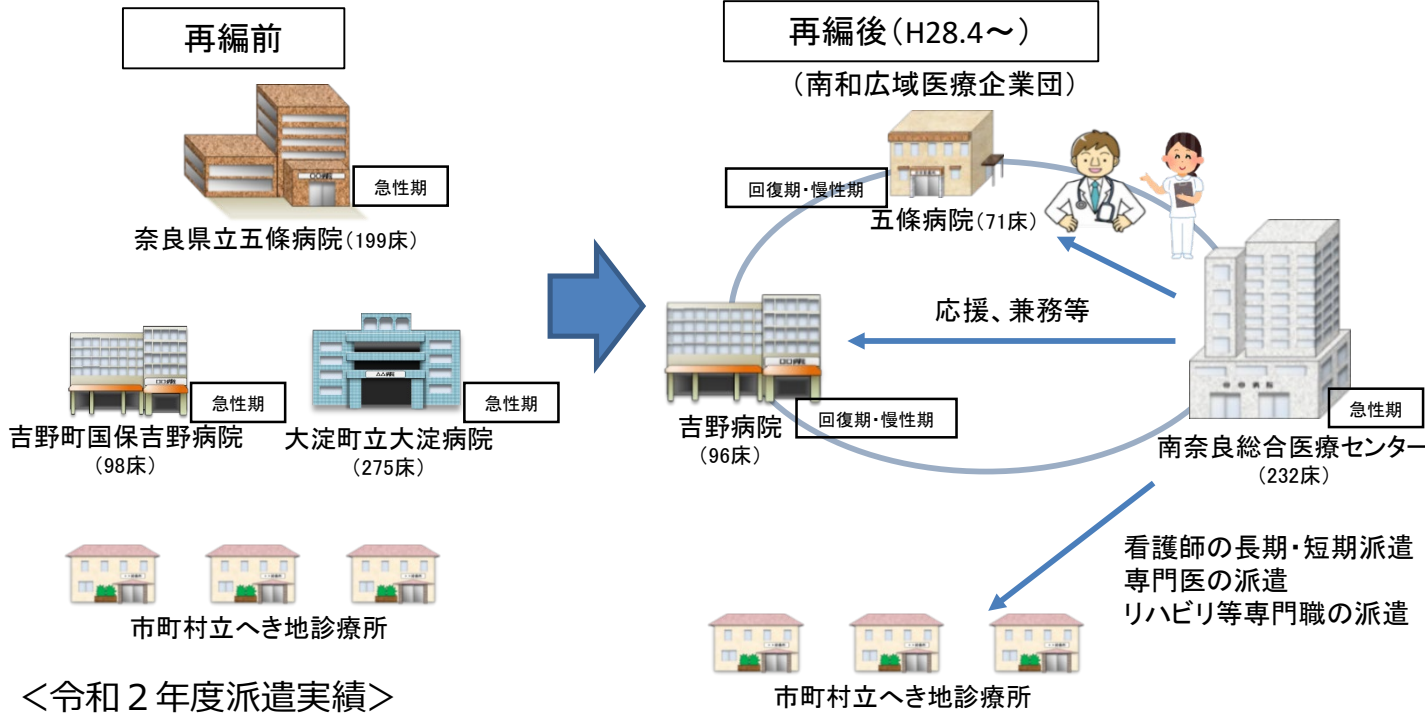 再編前
急性期
奈良県立五條病院(199床)
急性期
吉野町国保吉野病院
(98床)
急性期
大淀町立大淀病院
(275床)
市町村立へき地診療所
<令和2年度派遣実績>
再編後(H28.4~)
(南和広域医療企業団)
回復期・慢性期
五條病院(71床)
応援、兼務等
吉野病院
(96床)
回復期・慢性期
急性期
南奈良総合医療センター
(232床)
看護師の長期・短期派遣
専門医の派遣
リハビリ等専門職の派遣
市町村立へき地診療所